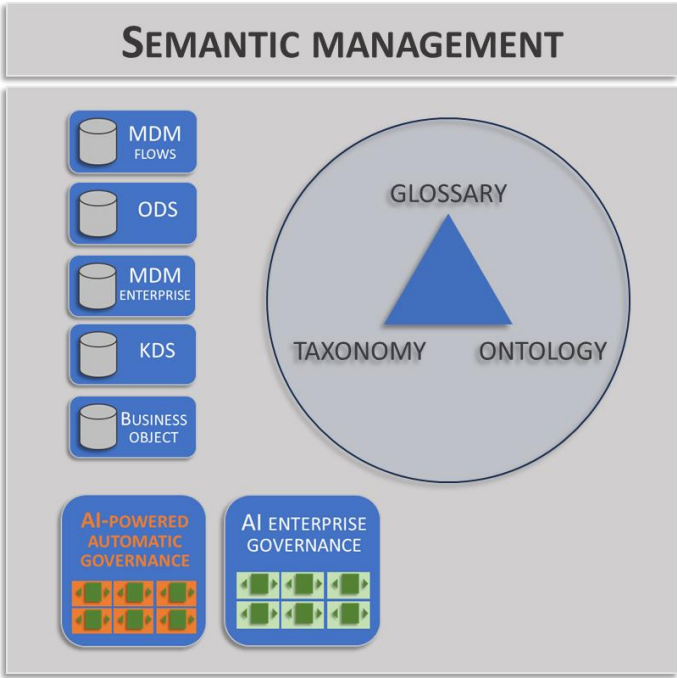 SEMANTIC MANAGEMENT
MDM
FLOWS
ODS
MDM
ENTERPRISE
KDS
BUSINESS
OBJECT
GLOSSARY
TAXONOMY
ONTOLOGY
AI-POWERED
AUTOMATIC
GOVERNANCE
AI ENTERPRISE
GOVERNANCE